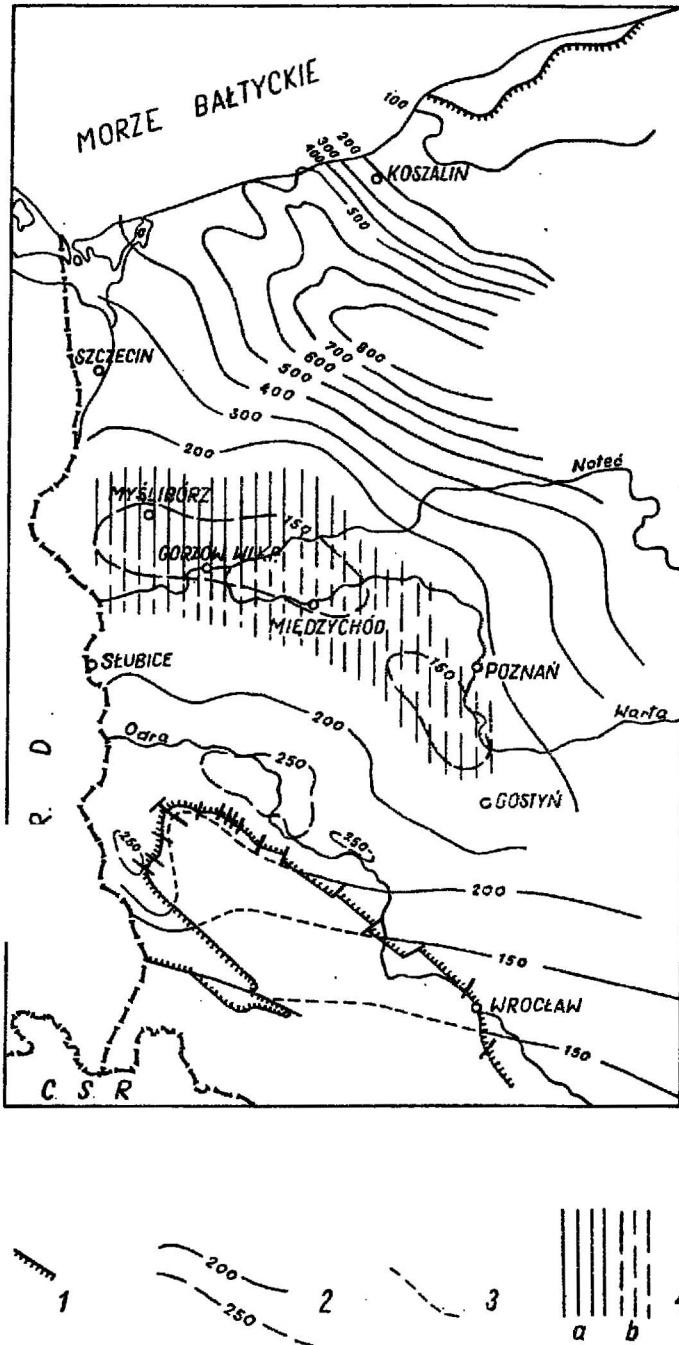 MORZE BAŁTYCKIE
100
200
300
400
KOSZALIN
500
SZCZECIN
800
700
600
500
400
300
200
Noteć
MYŚLIBÓRZ
150
GORZÓW WLKP.
MIĘDZYCHÓD
SŁUBICE
150
POZNAŃ
Warta
200
Odra
250
R. D
GOSTYŃ
250
250
200
150
WROCŁAW
150
C S R
200
250
1
2
3
4
a
b